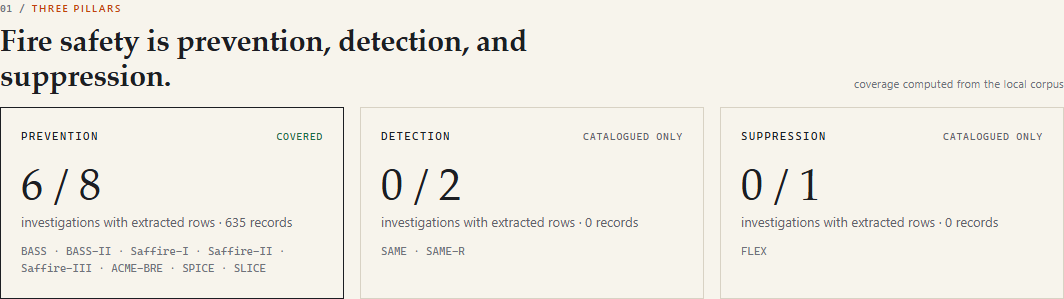 01 / THREE PILLARS
Fire safety is prevention, detection, and
suppression.
coverage computed from the local corpus
PREVENTION
COVERED
6 / 8
investigations with extracted rows · 635 records
BASS · BASS-II · Saffire-I · Saffire-II ·
Saffire-III · ACME-BRE · SPICE · SLICE
DETECTION
CATALOGUED ONLY
0 / 2
investigations with extracted rows · 0 records
SAME · SAME-R
SUPPRESSION
CATALOGUED ONLY
0 / 1
investigations with extracted rows · 0 records
FLEX